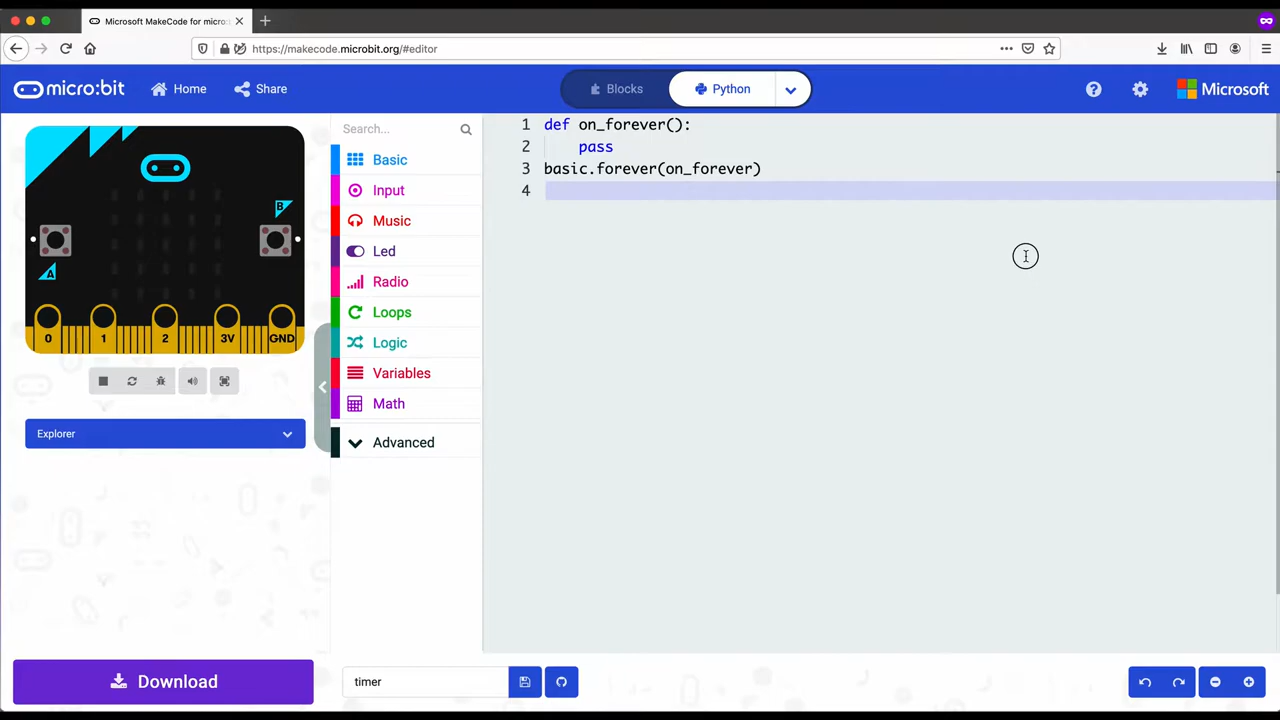 Microsoft MakeCode for micro:
https://makecode.microbit.org/#editor
micro:bit
Home
Share
Blocks
Python
Microsoft
B
A
0 1 2 3V GND
Explorer
Download
Search...
Basic
Input
Music
Led
Radio
Loops
Logic
Variables
Math
Advanced
1 def on_forever():
2 pass
3 basic.forever(on_forever)
4
timer